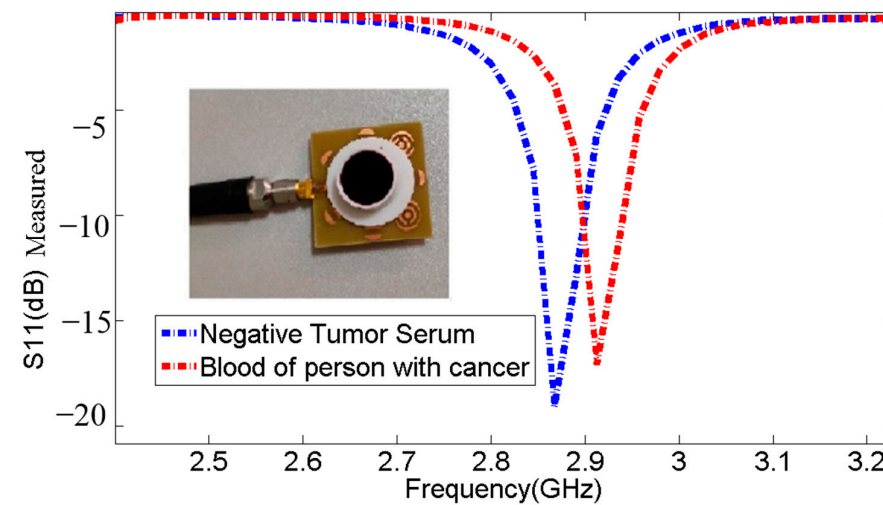 −5
−10
−15
−20
S11(dB) Measured
Negative Tumor Serum
Blood of person with cancer
2.5 2.6 2.7 2.8 2.9 3 3.1 3.2
Frequency(GHz)